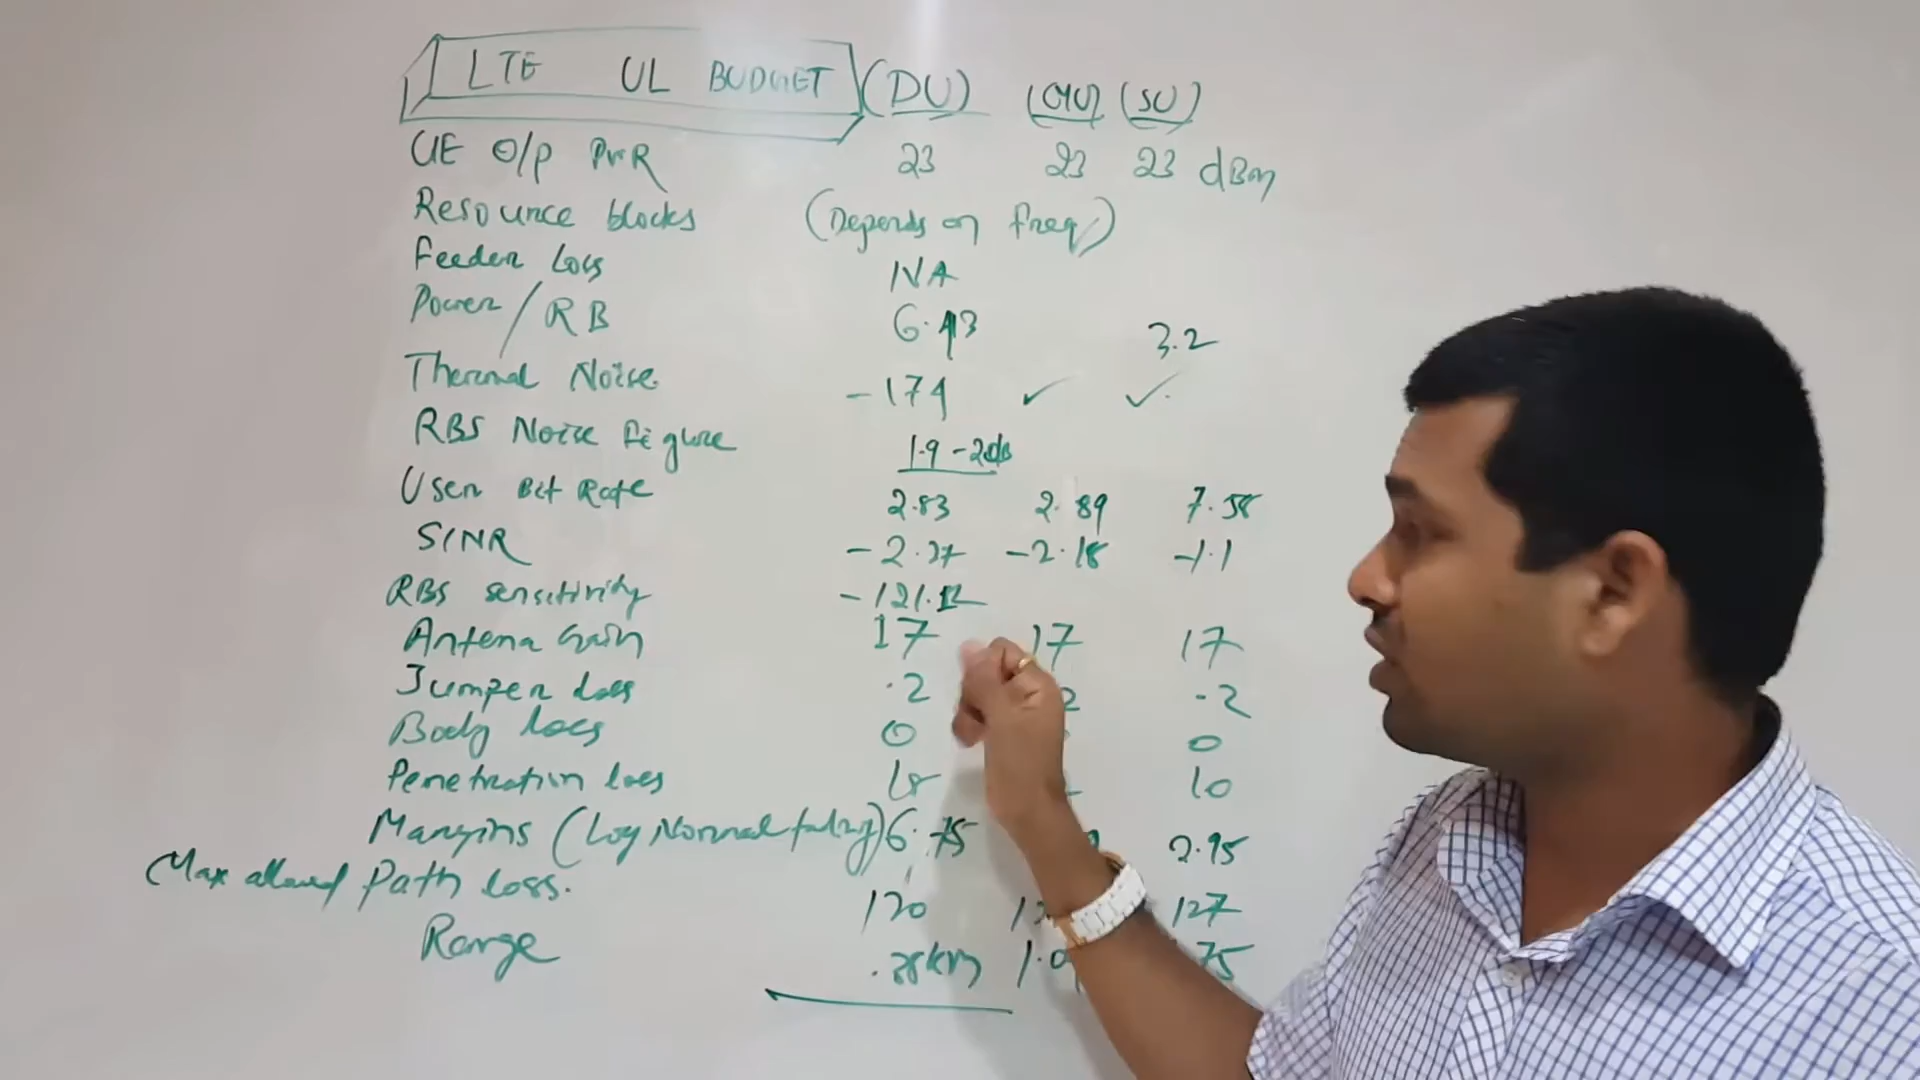 LTE UL BUDGET (DU) (MU) (SU)
UE O/P PWR 23 23 23 dBm
Resource blocks (Depends on freq)
Feeder Loss NA
Power/RB 6.43 3.2
Thermal Noise -174 ✓ ✓.
RBS Noise Figure 1.9 - 2db
User Bit Rate 2.83 2.89 7.58
SINR -2.27 -2.18 -1.1
RBS sensitivity
Antena Gain 17 17 17
Jumper Loss .2 2 .2
Body loss 0 0
Penetration loss 18 10
Margins (Log Normal fading) 6.75 2.95
Max allowed Path loss. 120 127
Range 75